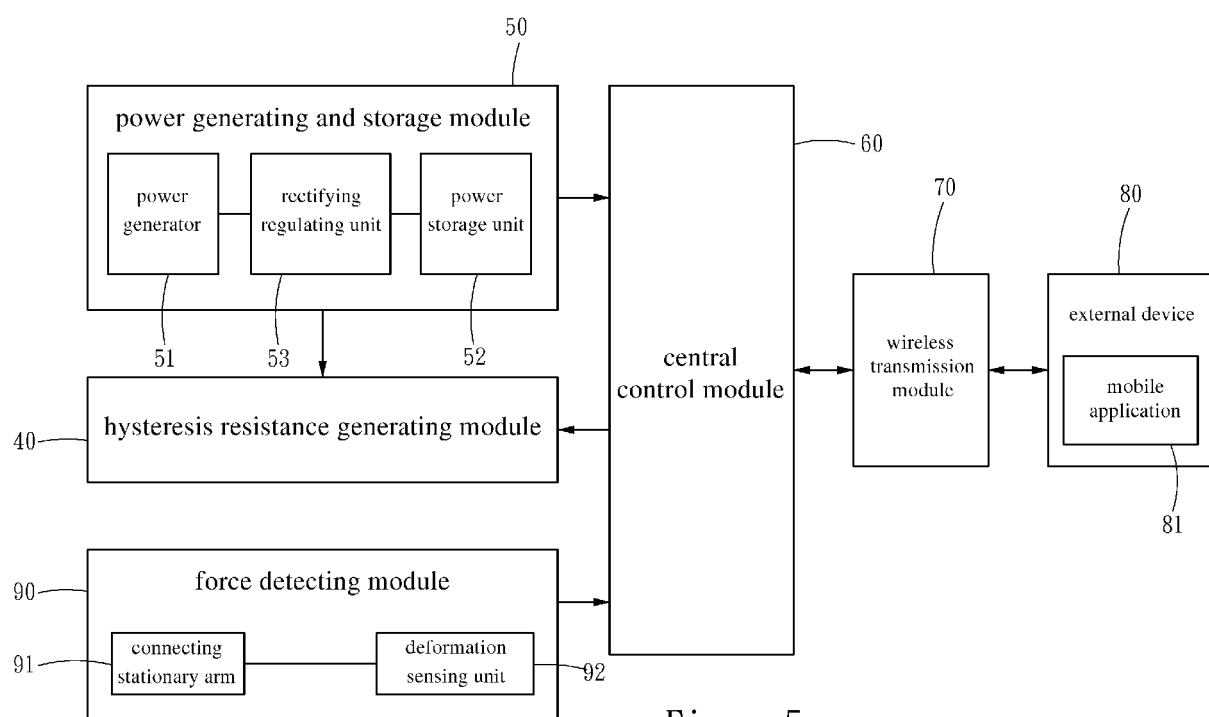 50
power generating and storage module
power
generator
rectifying
regulating unit
power
storage unit
51
53
52
hysteresis resistance generating module
40
central
control module
60
70
wireless
transmission
module
80
external device
mobile
application
81
90
force detecting module
connecting
stationary arm
91
deformation
sensing unit
92